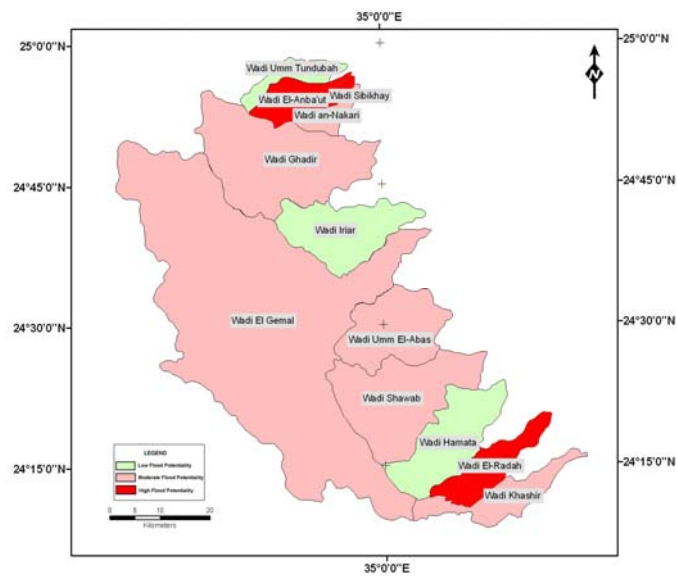 35°0'0"E
25°0'0"N
25°0'0"N
N
Wadi Umm Tundubah
Wadi El-Anba'ut
Wadi Sibikhay
Wadi an-Nakari
Wadi Ghadir
24°45'0"N
24°45'0"N
Wadi Iriar
Wadi El Gemal
24°30'0"N
24°30'0"N
Wadi Umm El-Abas
Wadi Shawab
Wadi Hamata
Wadi El-Radah
Wadi Khashir
24°15'0"N
24°15'0"N
LEGEND
Low Flood Potentiality
Moderate Flood Potentiality
High Flood Potentiality
0 5 10 20
Kilometers
35°0'0"E